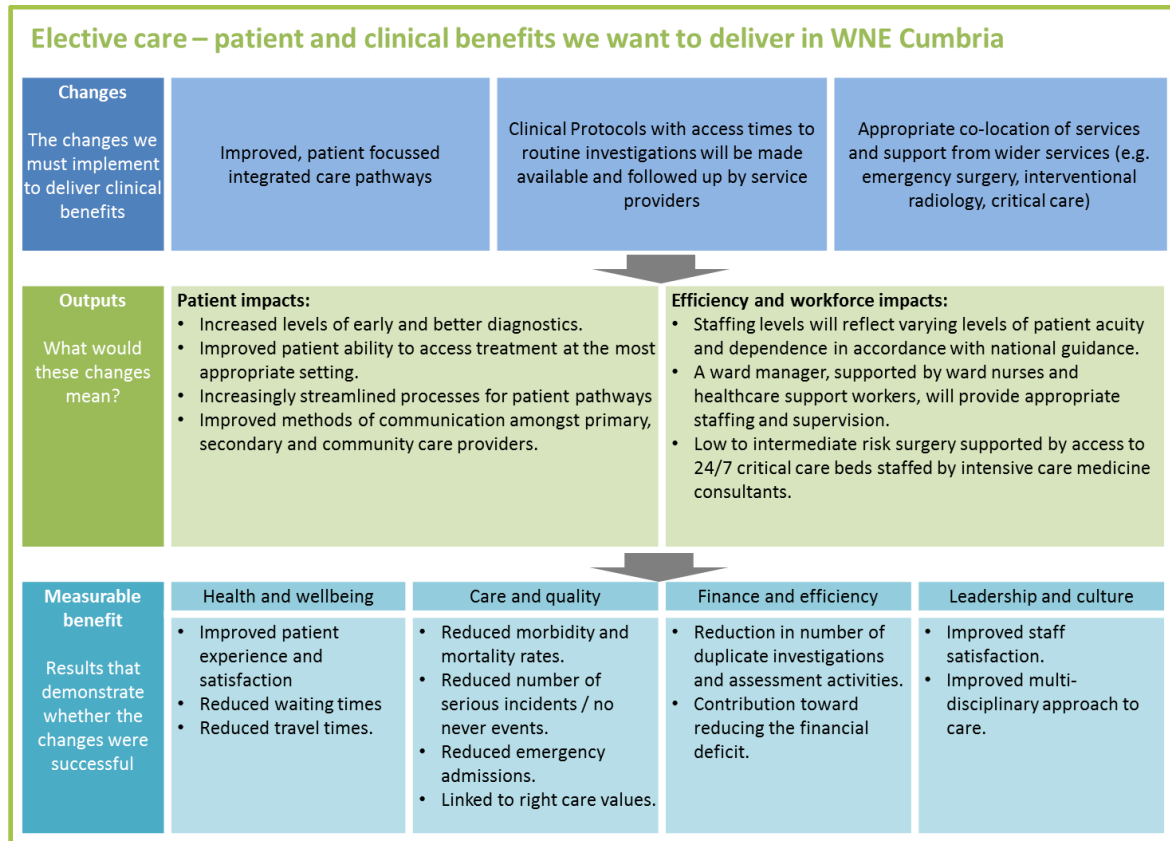 Elective care – patient and clinical benefits we want to deliver in WNE Cumbria
Changes
The changes we
must implement
to deliver clinical
benefits
Improved, patient focussed
integrated care pathways
Clinical Protocols with access times to
routine investigations will be made
available and followed up by service
providers
Appropriate co-location of services
and support from wider services (e.g.
emergency surgery, interventional
radiology, critical care)
Outputs
What would
these changes
mean?
Patient impacts:
• Increased levels of early and better diagnostics.
• Improved patient ability to access treatment at the most
appropriate setting.
• Increasingly streamlined processes for patient pathways
• Improved methods of communication amongst primary,
secondary and community care providers.
Efficiency and workforce impacts:
• Staffing levels will reflect varying levels of patient acuity
and dependence in accordance with national guidance.
• A ward manager, supported by ward nurses and
healthcare support workers, will provide appropriate
staffing and supervision.
• Low to intermediate risk surgery supported by access to
24/7 critical care beds staffed by intensive care medicine
consultants.
Measurable
benefit
Results that
demonstrate
whether the
changes were
successful
Health and wellbeing
• Improved patient
experience and
satisfaction
• Reduced waiting times
• Reduced travel times.
Care and quality
• Reduced morbidity and
mortality rates.
• Reduced number of
serious incidents / no
never events.
• Reduced emergency
admissions.
• Linked to right care values.
Finance and efficiency
• Reduction in number of
duplicate investigations
and assessment activities.
• Contribution toward
reducing the financial
deficit.
Leadership and culture
• Improved staff
satisfaction.
• Improved multi-
disciplinary approach to
care.